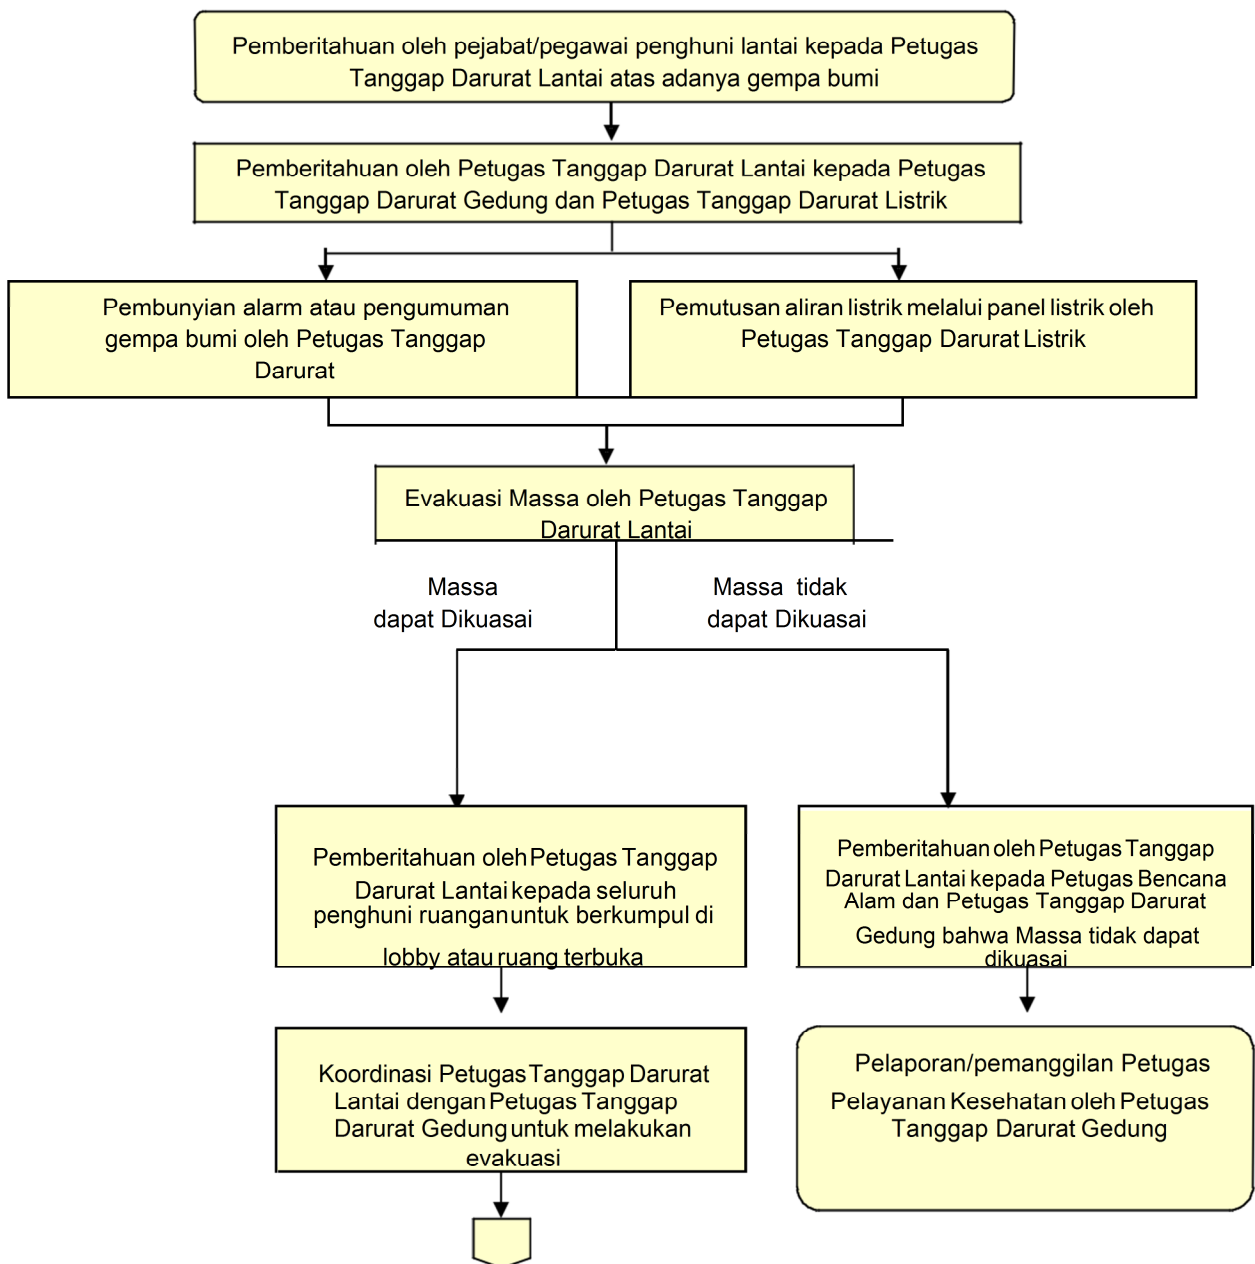 Pemberitahuan oleh pejabat/pegawai penghuni lantai kepada Petugas
Tanggap Darurat Lantai atas adanya gempa bumi
Pemberitahuan oleh Petugas Tanggap Darurat Lantai kepada Petugas
Tanggap Darurat Gedung dan Petugas Tanggap Darurat Listrik
Pembunyian alarm atau pengumuman
gempa bumi oleh Petugas Tanggap
Darurat
Pemutusan aliran listrik melalui panel listrik oleh
Petugas Tanggap Darurat Listrik
Evakuasi Massa oleh Petugas Tanggap
Darurat Lantai
Massa
dapat Dikuasai
Massa tidak
dapat Dikuasai
Pemberitahuan oleh Petugas Tanggap
Darurat Lantai kepada seluruh
penghuni ruangan untuk berkumpul di
lobby atau ruang terbuka
Pemberitahuan oleh Petugas Tanggap
Darurat Lantai kepada Petugas Bencana
Alam dan Petugas Tanggap Darurat
Gedung bahwa Massa tidak dapat
dikuasai
Koordinasi Petugas Tanggap Darurat
Lantai dengan Petugas Tanggap
Darurat Gedung untuk melakukan
evakuasi
Pelaporan/pemanggilan Petugas
Pelayanan Kesehatan oleh Petugas
Tanggap Darurat Gedung